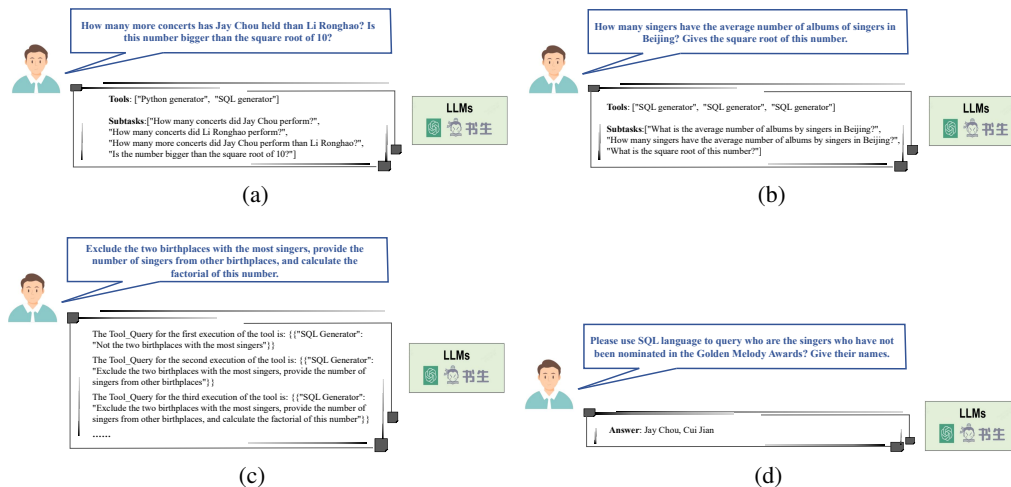 How many more concerts has Jay Chou held than Li Ronghao? Is
this number bigger than the square root of 10?
Tools: ["Python generator", "SQL generator"]
Subtasks:["How many concerts did Jay Chou perform?",
"How many concerts did Li Ronghao perform?",
"How many more concerts did Jay Chou perform than Li Ronghao?",
"Is the number bigger than the square root of 10?"]
LLMs
书生
(a)
How many singers have the average number of albums of singers in
Beijing? Gives the square root of this number.
Tools: ["SQL generator", "SQL generator", "SQL generator"]
Subtasks:["What is the average number of albums by singers in Beijing?",
"How many singers have the average number of albums by singers in Beijing?",
"What is the square root of this number?"]
LLMs
书生
(b)
Exclude the two birthplaces with the most singers, provide the
number of singers from other birthplaces, and calculate the
factorial of this number.
The Tool_Query for the first execution of the tool is: {{"SQL Generator":
"Not the two birthplaces with the most singers"}}
The Tool_Query for the second execution of the tool is: {{"SQL Generator":
"Exclude the two birthplaces with the most singers, provide the number of
singers from other birthplaces"}}
The Tool_Query for the third execution of the tool is: {{"SQL Generator":
"Exclude the two birthplaces with the most singers, provide the number of
singers from other birthplaces, and calculate the factorial of this number"}}
......
LLMs
书生
(c)
Please use SQL language to query who are the singers who have not
been nominated in the Golden Melody Awards? Give their names.
Answer: Jay Chou, Cui Jian
LLMs
书生
(d)